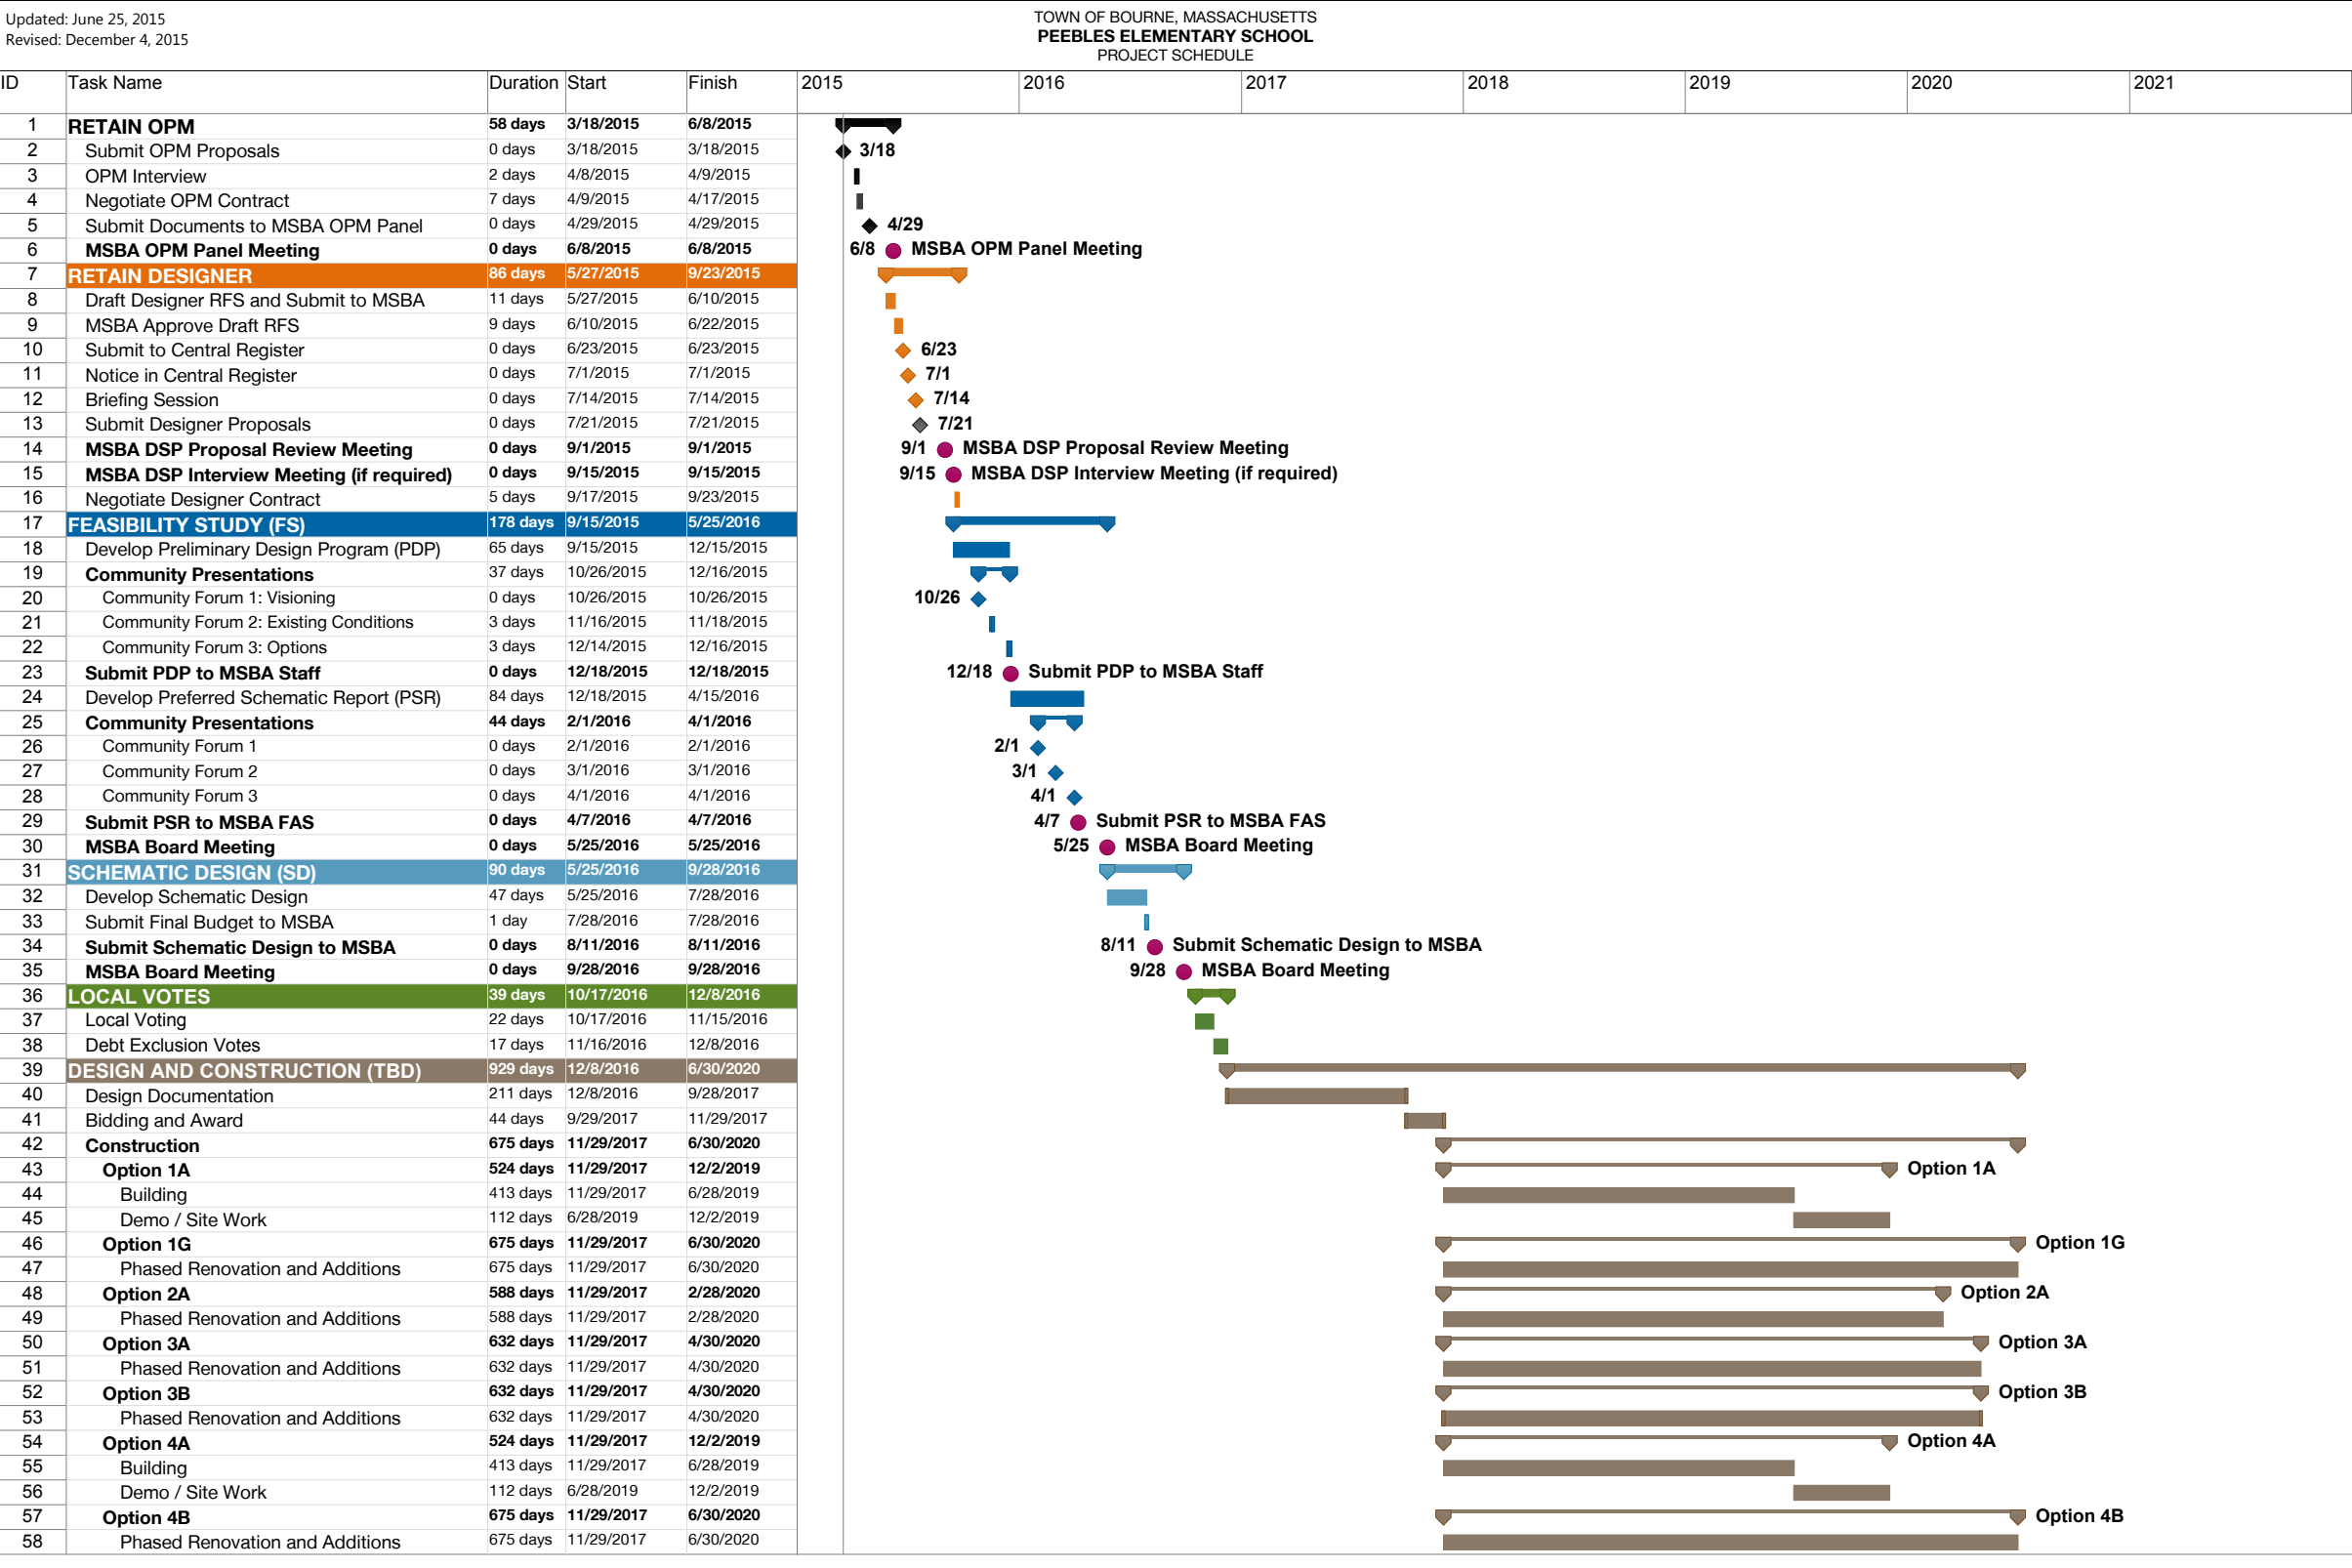 Updated: June 25, 2015
Revised: December 4, 2015
TOWN OF BOURNE, MASSACHUSETTS
PEEBLES ELEMENTARY SCHOOL
PROJECT SCHEDULE
ID Task Name Duration Start Finish 2015 2016 2017 2018 2019 2020 2021
1 RETAIN OPM 58 days 3/18/2015 6/8/2015
2 Submit OPM Proposals 0 days 3/18/2015 3/18/2015 3/18
3 OPM Interview 2 days 4/8/2015 4/9/2015
4 Negotiate OPM Contract 7 days 4/9/2015 4/17/2015
5 Submit Documents to MSBA OPM Panel 0 days 4/29/2015 4/29/2015 4/29
6 MSBA OPM Panel Meeting 0 days 6/8/2015 6/8/2015 6/8 MSBA OPM Panel Meeting
7 RETAIN DESIGNER 86 days 5/27/2015 9/23/2015
8 Draft Designer RFS and Submit to MSBA 11 days 5/27/2015 6/10/2015
9 MSBA Approve Draft RFS 9 days 6/10/2015 6/22/2015
10 Submit to Central Register 0 days 6/23/2015 6/23/2015 6/23
11 Notice in Central Register 0 days 7/1/2015 7/1/2015 7/1
12 Briefing Session 0 days 7/14/2015 7/14/2015 7/14
13 Submit Designer Proposals 0 days 7/21/2015 7/21/2015 7/21
14 MSBA DSP Proposal Review Meeting 0 days 9/1/2015 9/1/2015 9/1 MSBA DSP Proposal Review Meeting
15 MSBA DSP Interview Meeting (if required) 0 days 9/15/2015 9/15/2015 9/15 MSBA DSP Interview Meeting (if required)
16 Negotiate Designer Contract 5 days 9/17/2015 9/23/2015
17 FEASIBILITY STUDY (FS) 178 days 9/15/2015 5/25/2016
18 Develop Preliminary Design Program (PDP) 65 days 9/15/2015 12/15/2015
19 Community Presentations 37 days 10/26/2015 12/16/2015
20 Community Forum 1: Visioning 0 days 10/26/2015 10/26/2015 10/26
21 Community Forum 2: Existing Conditions 3 days 11/16/2015 11/18/2015
22 Community Forum 3: Options 3 days 12/14/2015 12/16/2015
23 Submit PDP to MSBA Staff 0 days 12/18/2015 12/18/2015 12/18 Submit PDP to MSBA Staff
24 Develop Preferred Schematic Report (PSR) 84 days 12/18/2015 4/15/2016
25 Community Presentations 44 days 2/1/2016 4/1/2016
26 Community Forum 1 0 days 2/1/2016 2/1/2016 2/1
27 Community Forum 2 0 days 3/1/2016 3/1/2016 3/1
28 Community Forum 3 0 days 4/1/2016 4/1/2016 4/1
29 Submit PSR to MSBA FAS 0 days 4/7/2016 4/7/2016 4/7 Submit PSR to MSBA FAS
30 MSBA Board Meeting 0 days 5/25/2016 5/25/2016 5/25 MSBA Board Meeting
31 SCHEMATIC DESIGN (SD) 90 days 5/25/2016 9/28/2016
32 Develop Schematic Design 47 days 5/25/2016 7/28/2016
33 Submit Final Budget to MSBA 1 day 7/28/2016 7/28/2016
34 Submit Schematic Design to MSBA 0 days 8/11/2016 8/11/2016 8/11 Submit Schematic Design to MSBA
35 MSBA Board Meeting 0 days 9/28/2016 9/28/2016 9/28 MSBA Board Meeting
36 LOCAL VOTES 39 days 10/17/2016 12/8/2016
37 Local Voting 22 days 10/17/2016 11/15/2016
38 Debt Exclusion Votes 17 days 11/16/2016 12/8/2016
39 DESIGN AND CONSTRUCTION (TBD) 929 days 12/8/2016 6/30/2020
40 Design Documentation 211 days 12/8/2016 9/28/2017
41 Bidding and Award 44 days 9/29/2017 11/29/2017
42 Construction 675 days 11/29/2017 6/30/2020
43 Option 1A 524 days 11/29/2017 12/2/2019 Option 1A
44 Building 413 days 11/29/2017 6/28/2019
45 Demo / Site Work 112 days 6/28/2019 12/2/2019
46 Option 1G 675 days 11/29/2017 6/30/2020 Option 1G
47 Phased Renovation and Additions 675 days 11/29/2017 6/30/2020
48 Option 2A 588 days 11/29/2017 2/28/2020 Option 2A
49 Phased Renovation and Additions 588 days 11/29/2017 2/28/2020
50 Option 3A 632 days 11/29/2017 4/30/2020 Option 3A
51 Phased Renovation and Additions 632 days 11/29/2017 4/30/2020
52 Option 3B 632 days 11/29/2017 4/30/2020 Option 3B
53 Phased Renovation and Additions 632 days 11/29/2017 4/30/2020
54 Option 4A 524 days 11/29/2017 12/2/2019 Option 4A
55 Building 413 days 11/29/2017 6/28/2019
56 Demo / Site Work 112 days 6/28/2019 12/2/2019
57 Option 4B 675 days 11/29/2017 6/30/2020 Option 4B
58 Phased Renovation and Additions 675 days 11/29/2017 6/30/2020